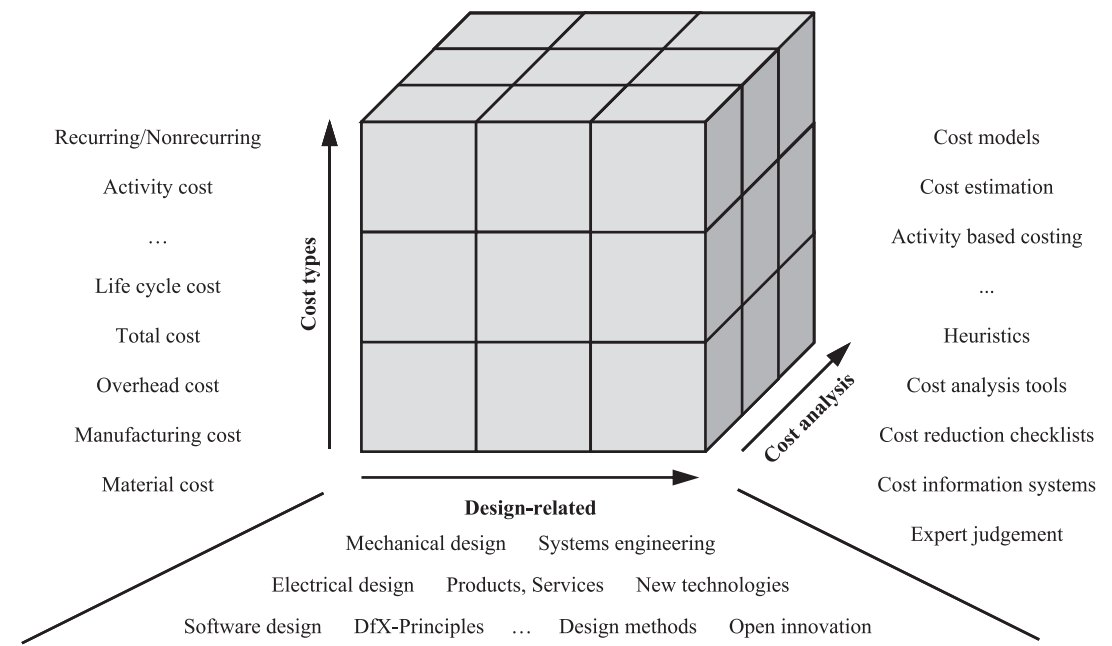 Recurring/Nonrecurring
Activity cost
…
Life cycle cost
Total cost
Overhead cost
Manufacturing cost
Material cost
Cost types
Design-related
Mechanical design Systems engineering
Electrical design Products, Services New technologies
Software design DfX-Principles … Design methods Open innovation
Cost analysis
Cost models
Cost estimation
Activity based costing
...
Heuristics
Cost analysis tools
Cost reduction checklists
Cost information systems
Expert judgement